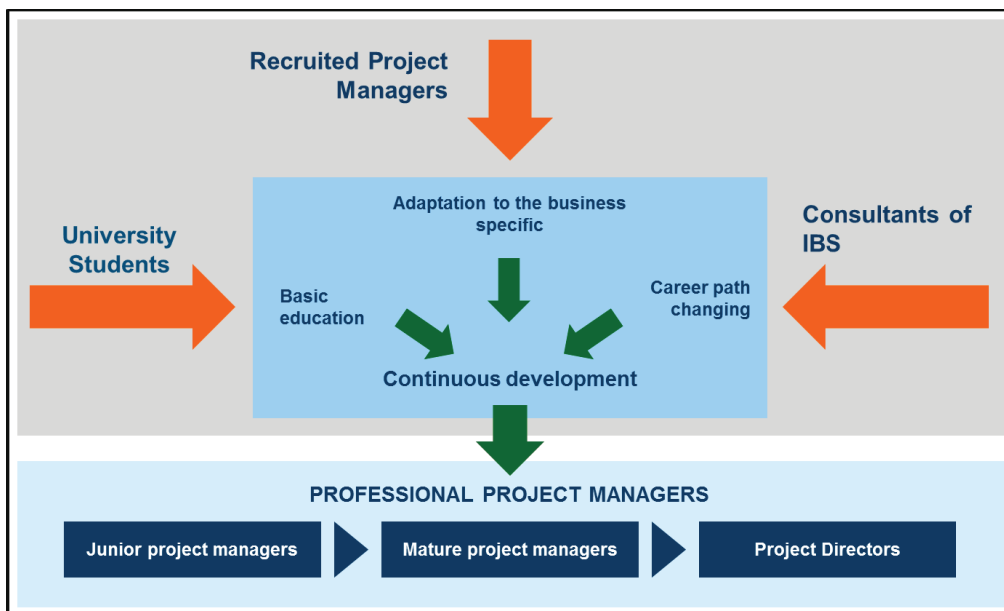 Recruited Project
Managers
Adaptation to the business
specific
University
Students
Consultants of
IBS
Basic
education
Career path
changing
Continuous development
PROFESSIONAL PROJECT MANAGERS
Junior project managers
Mature project managers
Project Directors